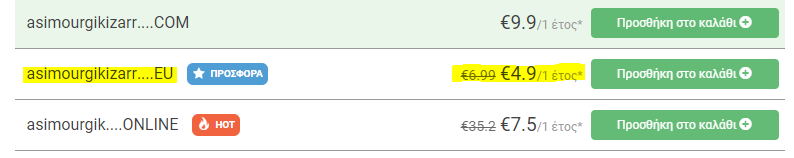 asimourgikizarr....COM €9.9/1 έτος* Προσθήκη στο καλάθι
asimourgikizarr....EU ΠΡΟΣΦΟΡΑ €6.99 €4.9/1 έτος* Προσθήκη στο καλάθι
asimourgik....ONLINE HOT €35.2 €7.5/1 έτος* Προσθήκη στο καλάθι